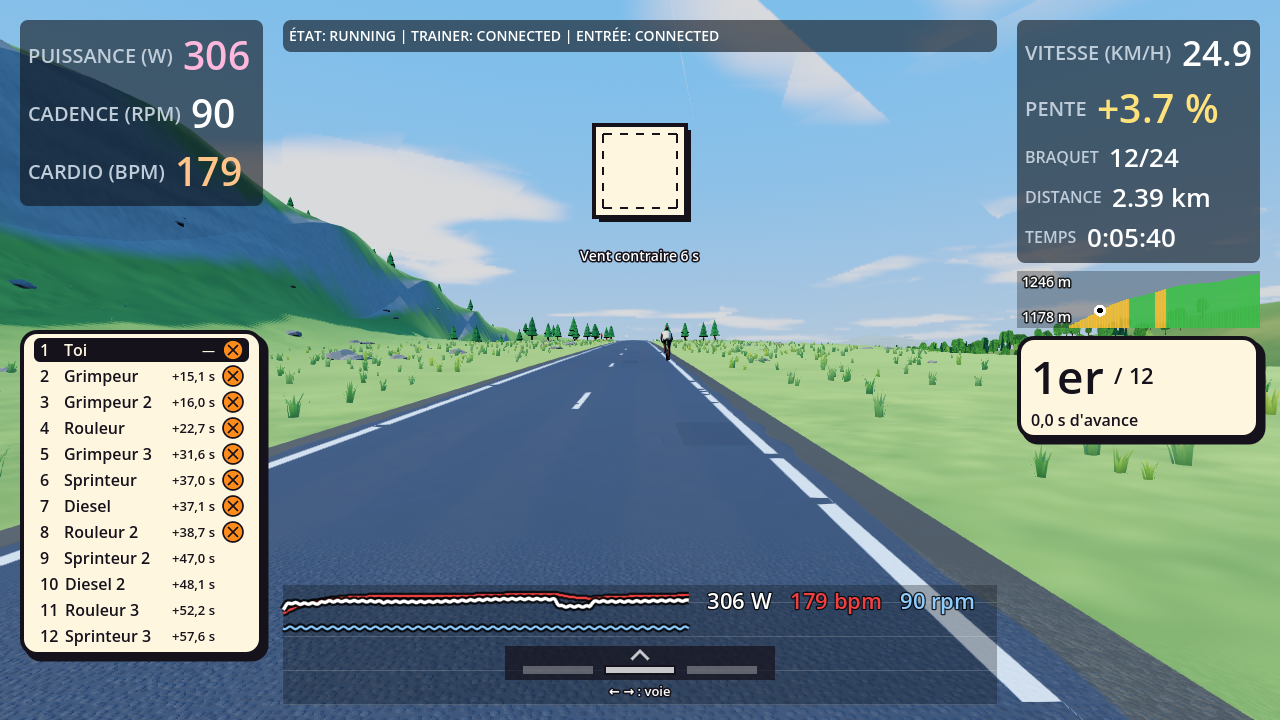 PUISSANCE (W) 306
CADENCE (RPM) 90
CARDIO (BPM) 179
ÉTAT: RUNNING | TRAINER: CONNECTED | ENTRÉE: CONNECTED
Vent contraire 6 s
VITESSE (KM/H) 24.9
PENTE +3.7 %
BRAQUET 12/24
DISTANCE 2.39 km
TEMPS 0:05:40
1246 m
1178 m
1er / 12
0,0 s d'avance
1 Toi —
2 Grimpeur +15,1 s
3 Grimpeur 2 +16,0 s
4 Rouleur +22,7 s
5 Grimpeur 3 +31,6 s
6 Sprinteur +37,0 s
7 Diesel +37,1 s
8 Rouleur 2 +38,7 s
9 Sprinteur 2 +47,0 s
10 Diesel 2 +48,1 s
11 Rouleur 3 +52,2 s
12 Sprinteur 3 +57,6 s
306 W 179 bpm 90 rpm
← → : voie